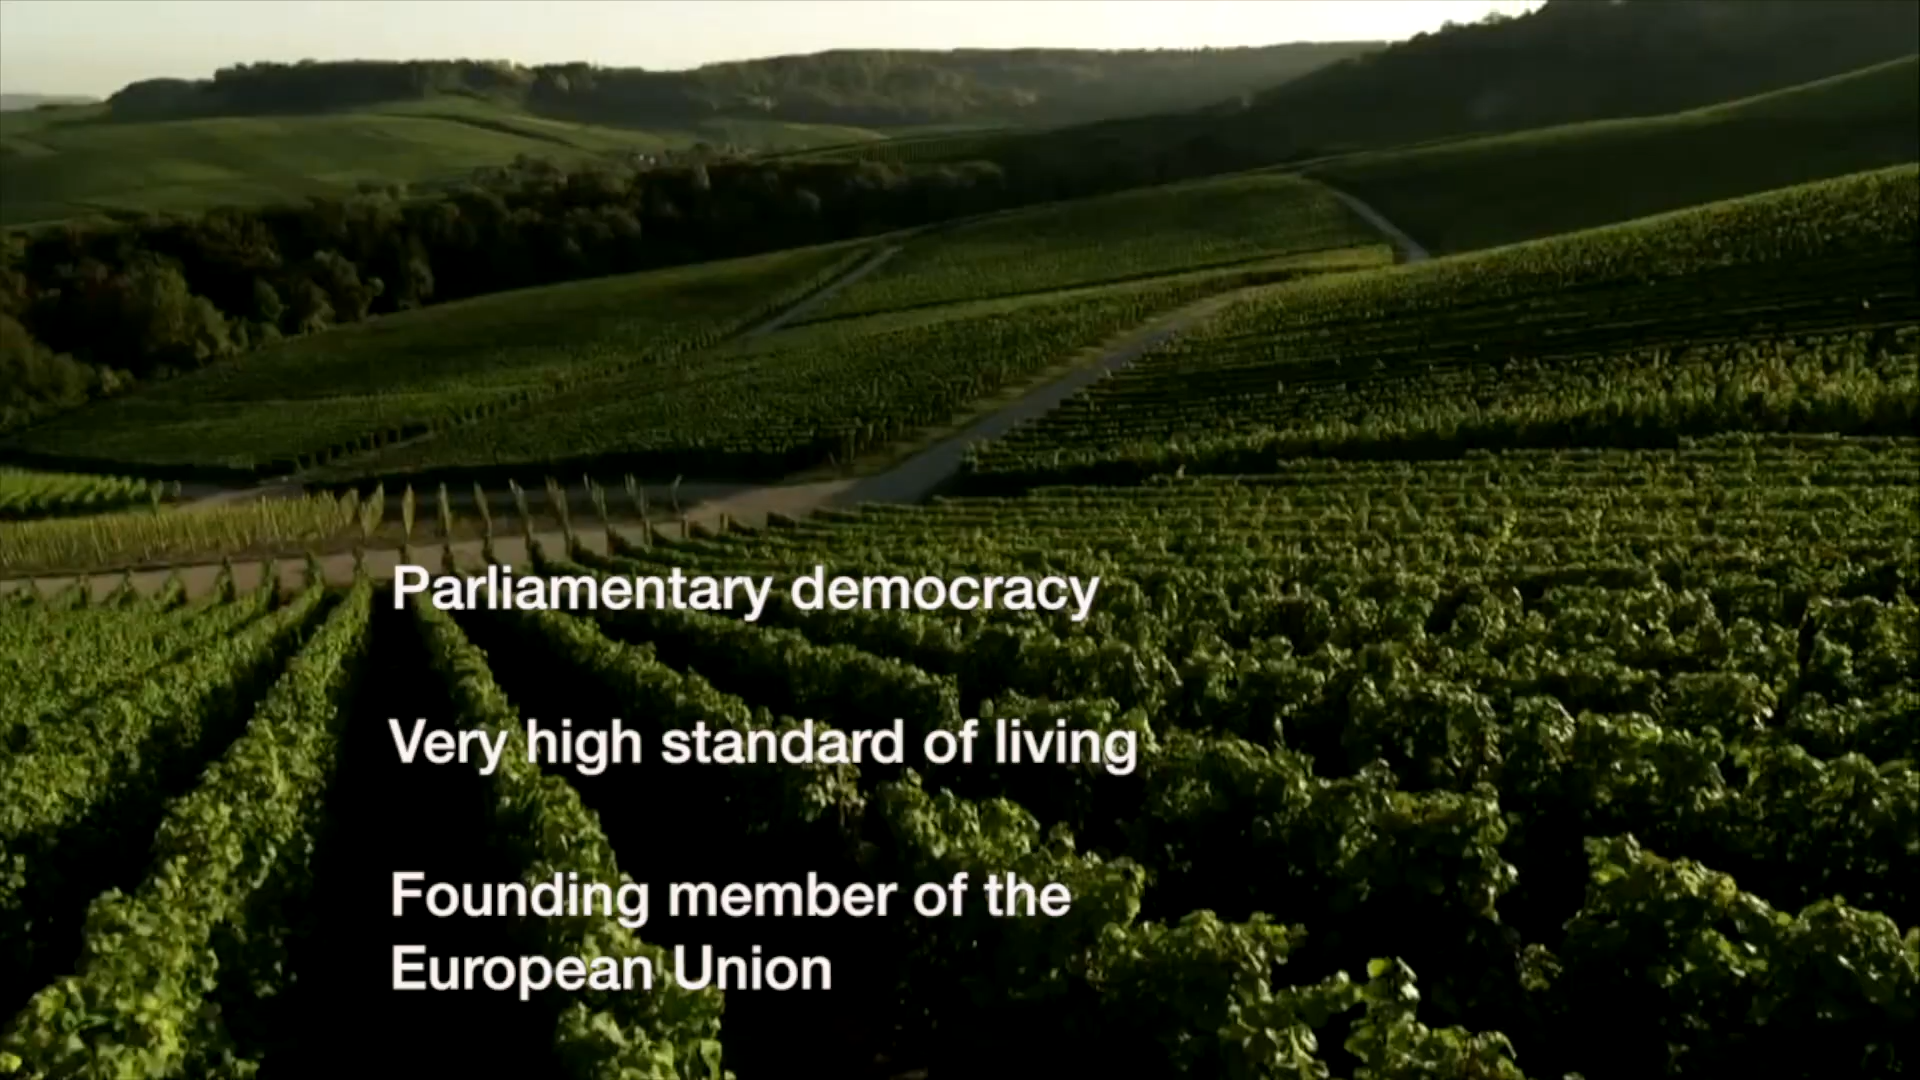 Parliamentary democracy
Very high standard of living
Founding member of the
European Union